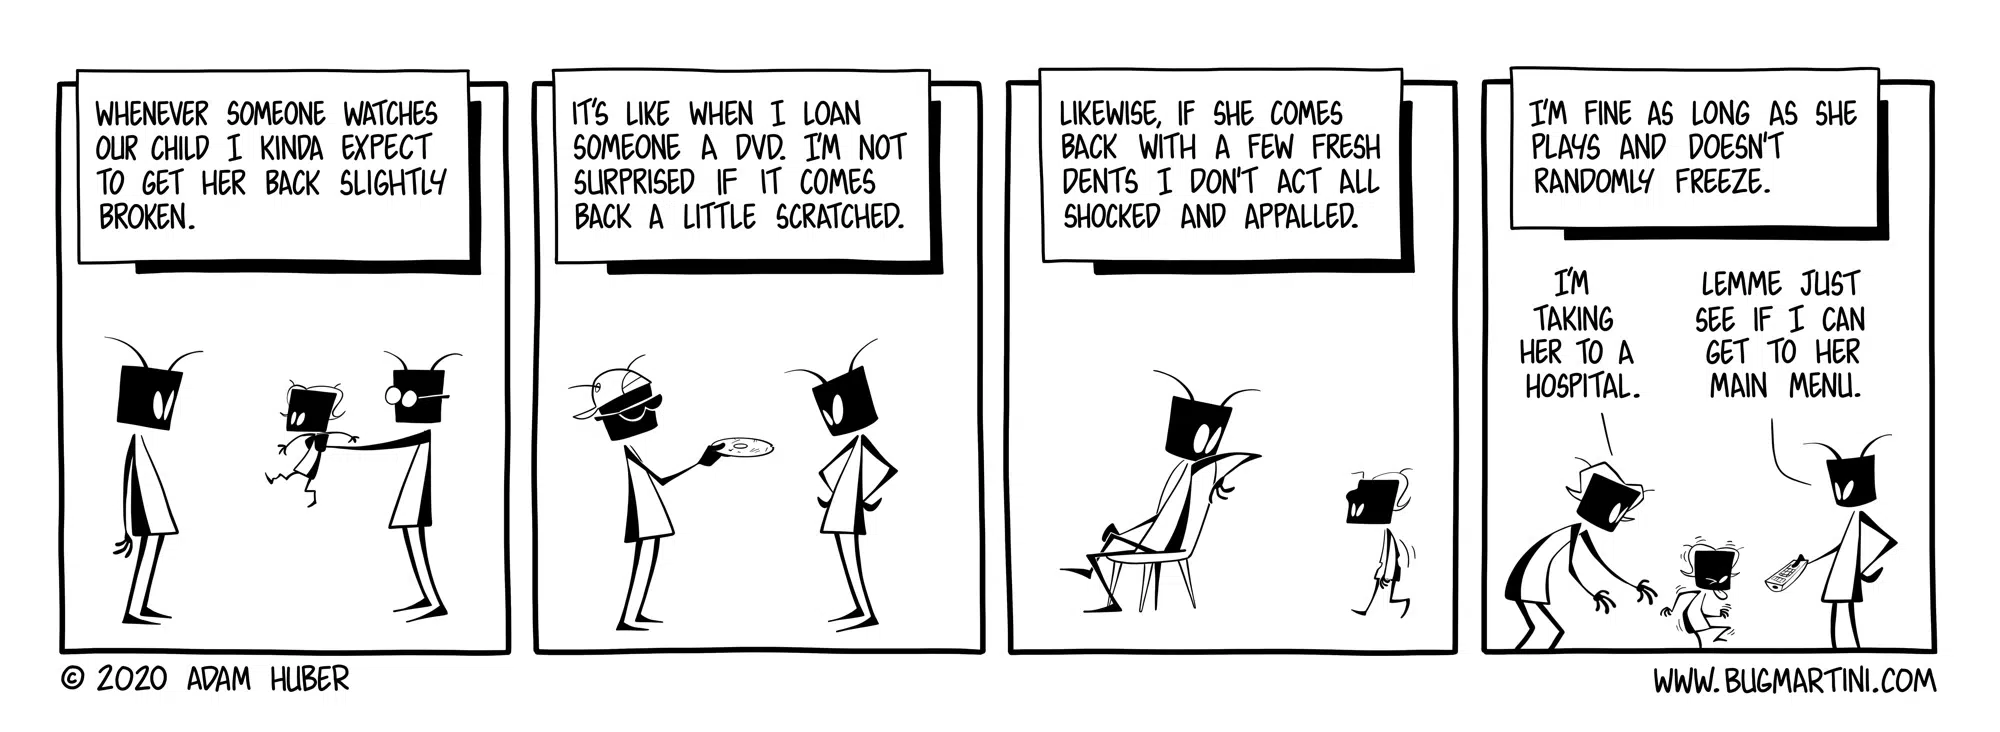 WHENEVER SOMEONE WATCHES
OUR CHILD I KINDA EXPECT
TO GET HER BACK SLIGHTLY
BROKEN.
IT'S LIKE WHEN I LOAN
SOMEONE A DVD. I'M NOT
SURPRISED IF IT COMES
BACK A LITTLE SCRATCHED.
LIKEWISE, IF SHE COMES
BACK WITH A FEW FRESH
DENTS I DON'T ACT ALL
SHOCKED AND APPALLED.
I'M FINE AS LONG AS SHE
PLAYS AND DOESN'T
RANDOMLY FREEZE.
I'M
TAKING
HER TO A
HOSPITAL.
LEMME JUST
SEE IF I CAN
GET TO HER
MAIN MENU.
© 2020 ADAM HUBER
WWW.BUGMARTINI.COM